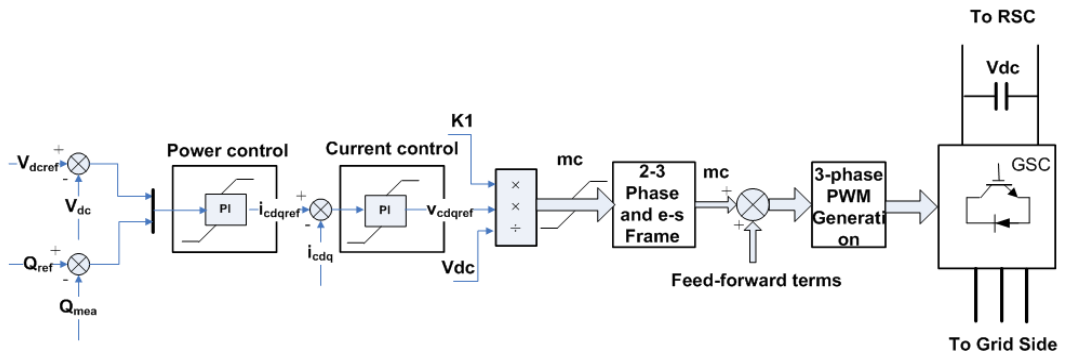 To RSC
Vdc
K1
Power control
Current control
mc
GSC
Vdcref
+
-
Vdc
PI
icdqref
+
-
icdq
PI
vcdqref
×
×
÷
Vdc
2-3
Phase
and e-s
Frame
mc
+
+
Feed-forward terms
3-phase
PWM
Generati
on
Qref
+
-
Qmea
To Grid Side